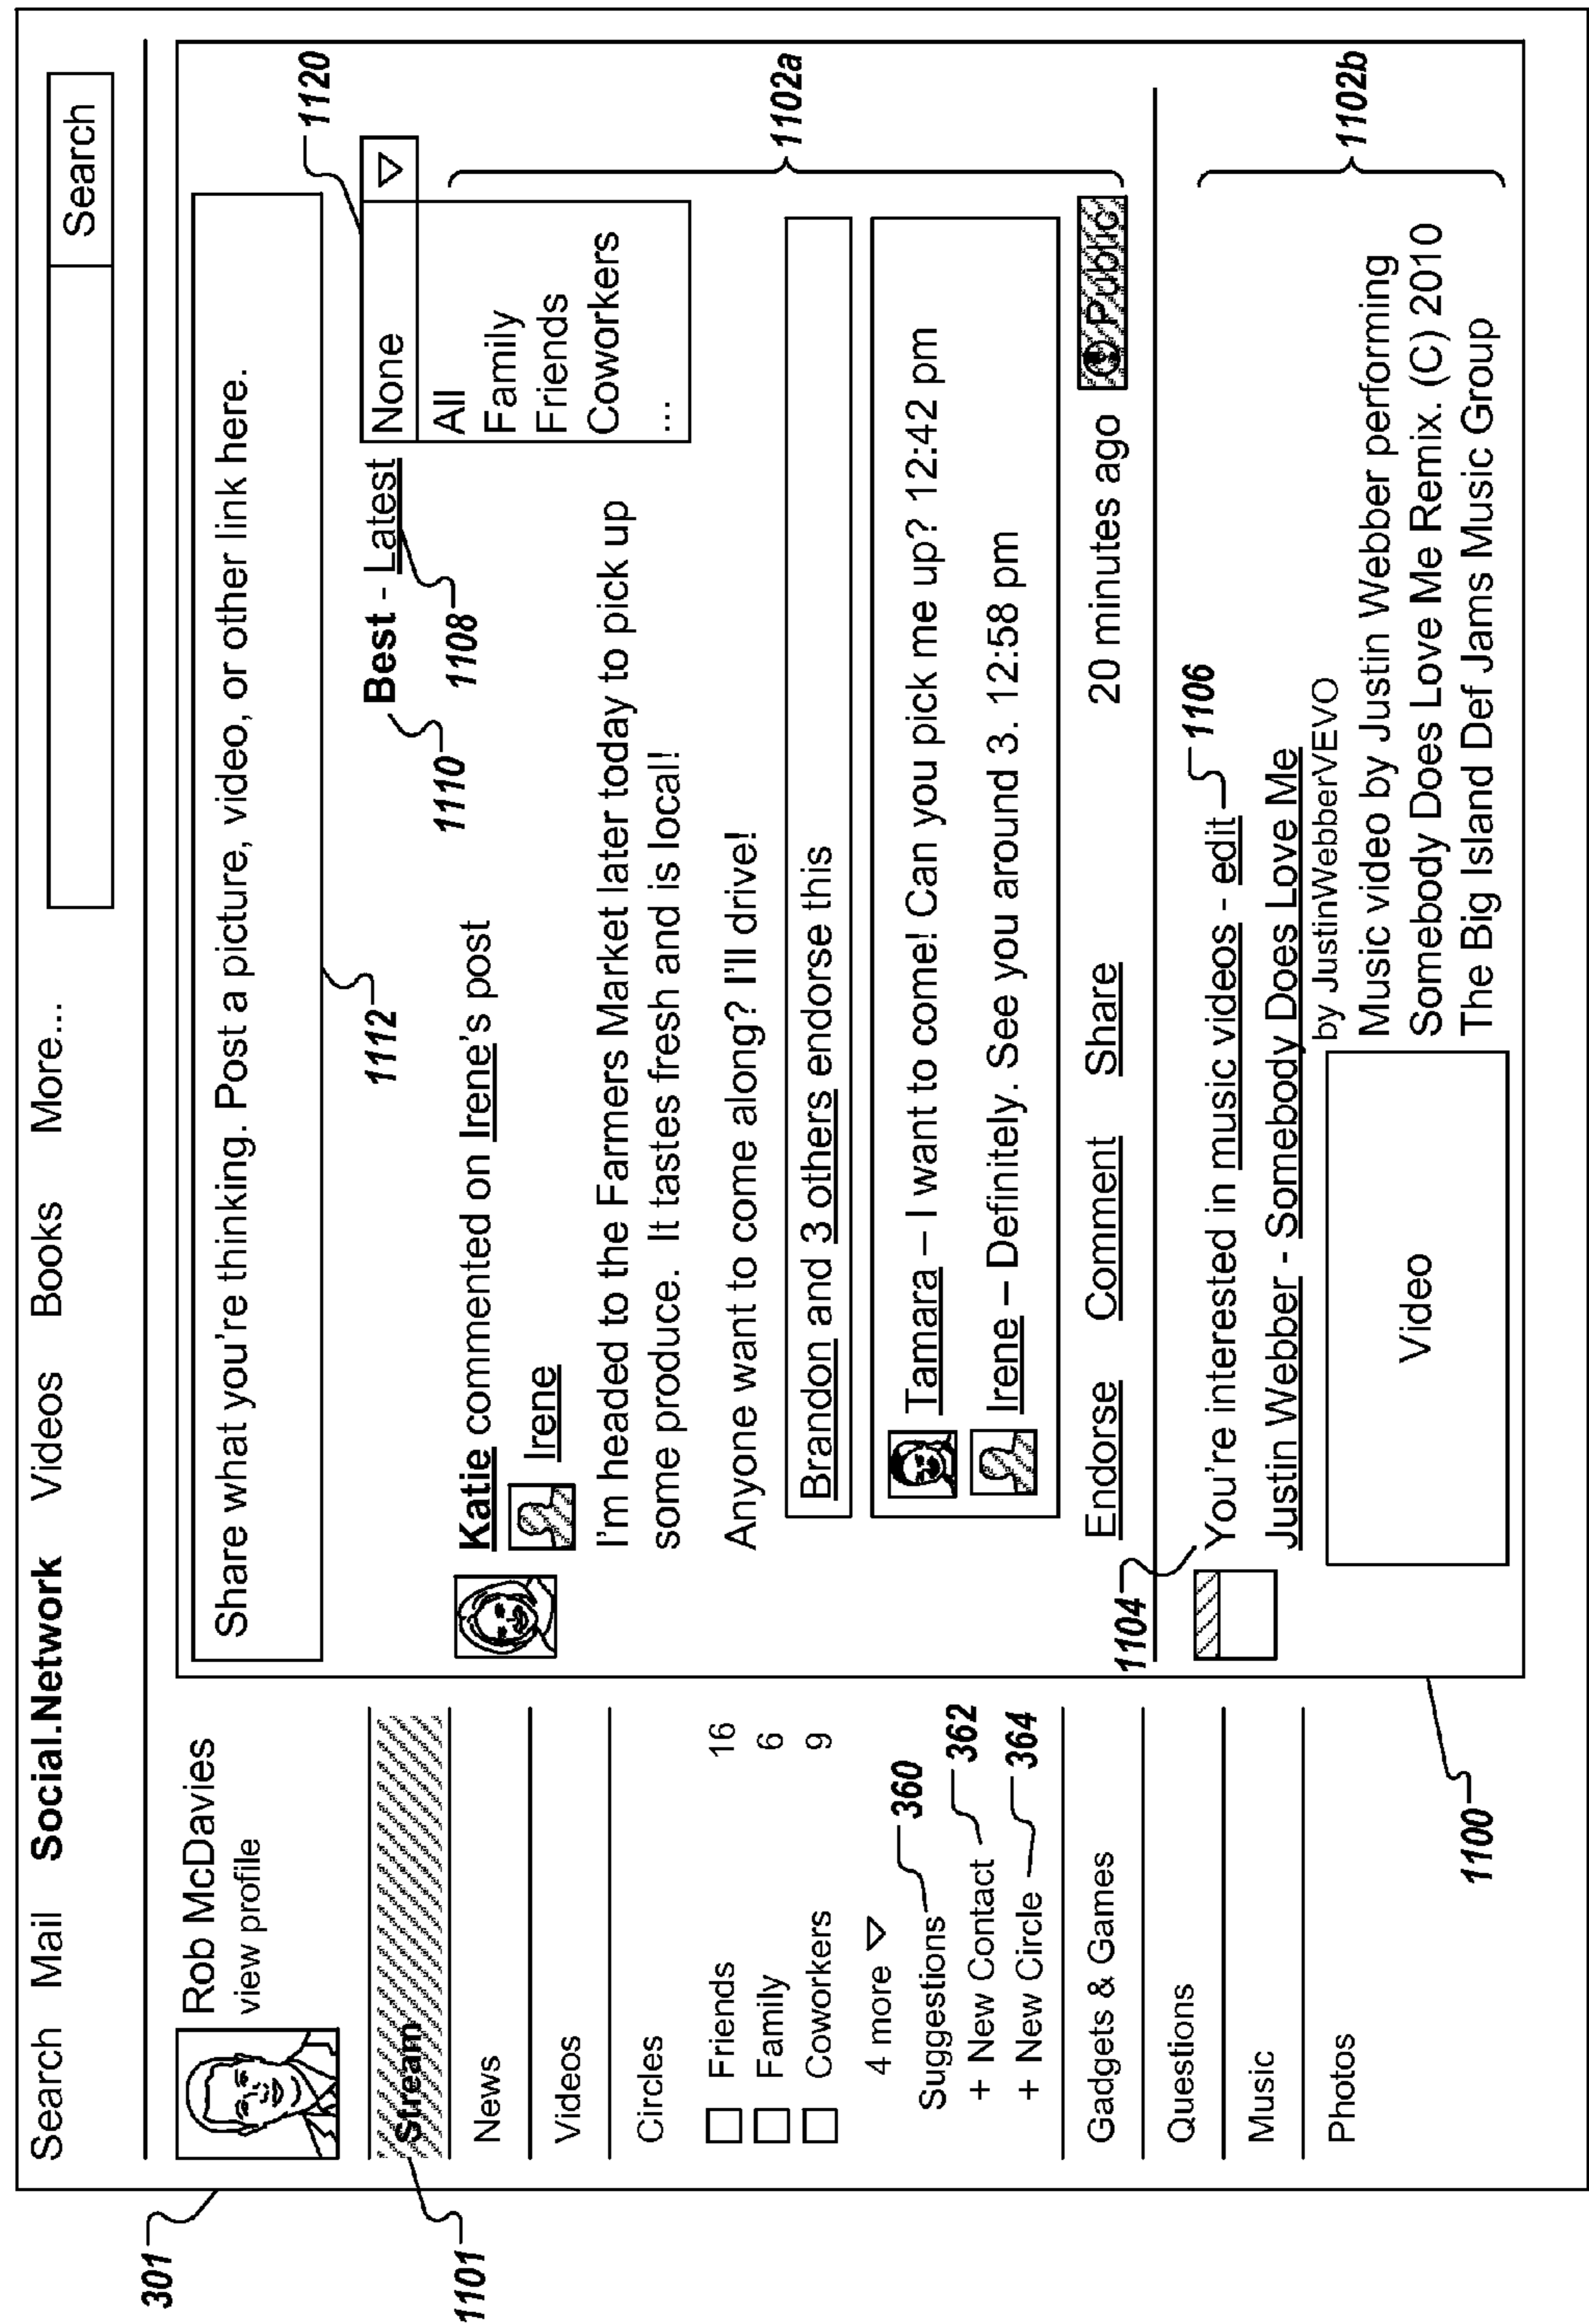 Search Mail Social.Network Videos Books More...
Search
301
Rob McDavies
view profile
1101
Stream
News
Videos
Circles
Friends 16
Family 6
Coworkers 9
4 more
Suggestions 360
+ New Contact 362
+ New Circle 364
Gadgets & Games
Questions
Music
Photos
1100
Share what you're thinking. Post a picture, video, or other link here.
1112
1120
Best - Latest
1110
1108
None
All
Family
Friends
Coworkers
...
1102a
Katie commented on Irene's post
Irene
I'm headed to the Farmers Market later today to pick up
some produce. It tastes fresh and is local!
Anyone want to come along? I'll drive!
Brandon and 3 others endorse this
Tamara – I want to come! Can you pick me up? 12:42 pm
Irene – Definitely. See you around 3. 12:58 pm
Endorse Comment Share 20 minutes ago Public
1104
You're interested in music videos - edit 1106
1102b
Justin Webber - Somebody Does Love Me
by JustinWebberVEVO
Music video by Justin Webber performing
Somebody Does Love Me Remix. (C) 2010
The Big Island Def Jams Music Group
Video